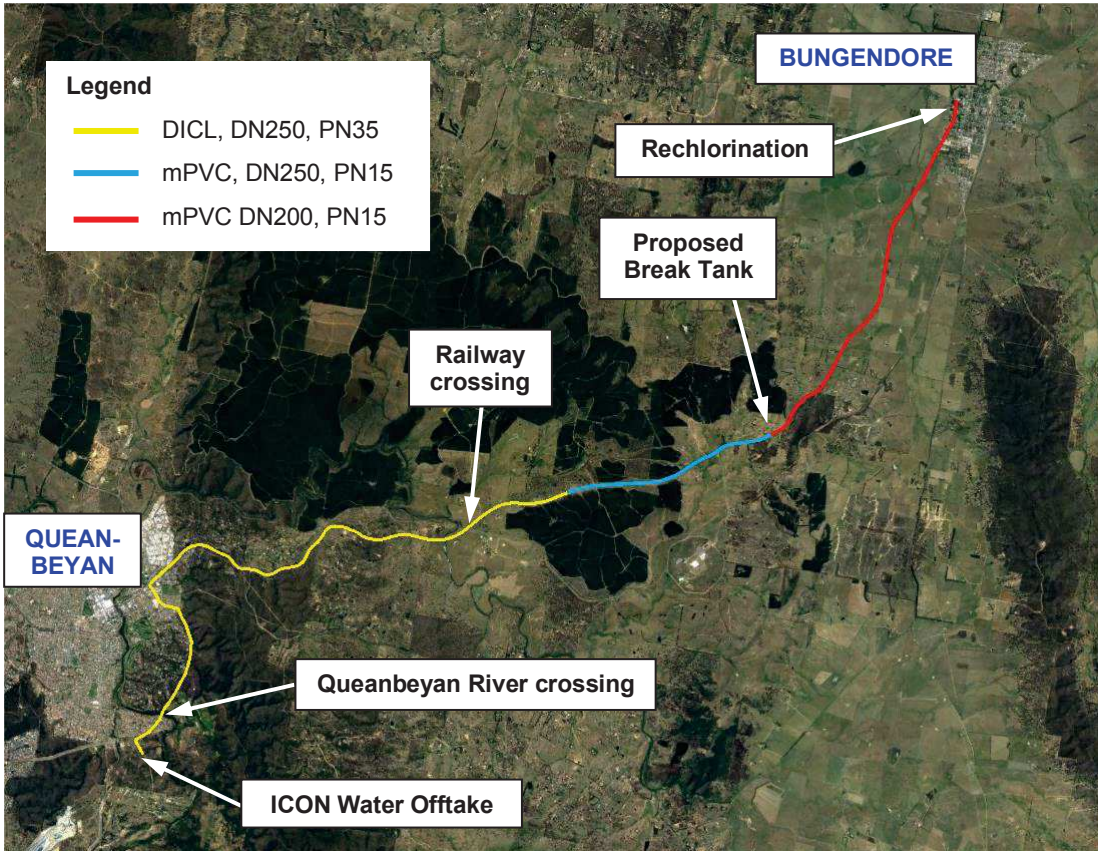 BUNGENDORE
Legend
DICL, DN250, PN35
mPVC, DN250, PN15
mPVC DN200, PN15
Rechlorination
Proposed
Break Tank
Railway
crossing
QUEAN-
BEYAN
Queanbeyan River crossing
ICON Water Offtake